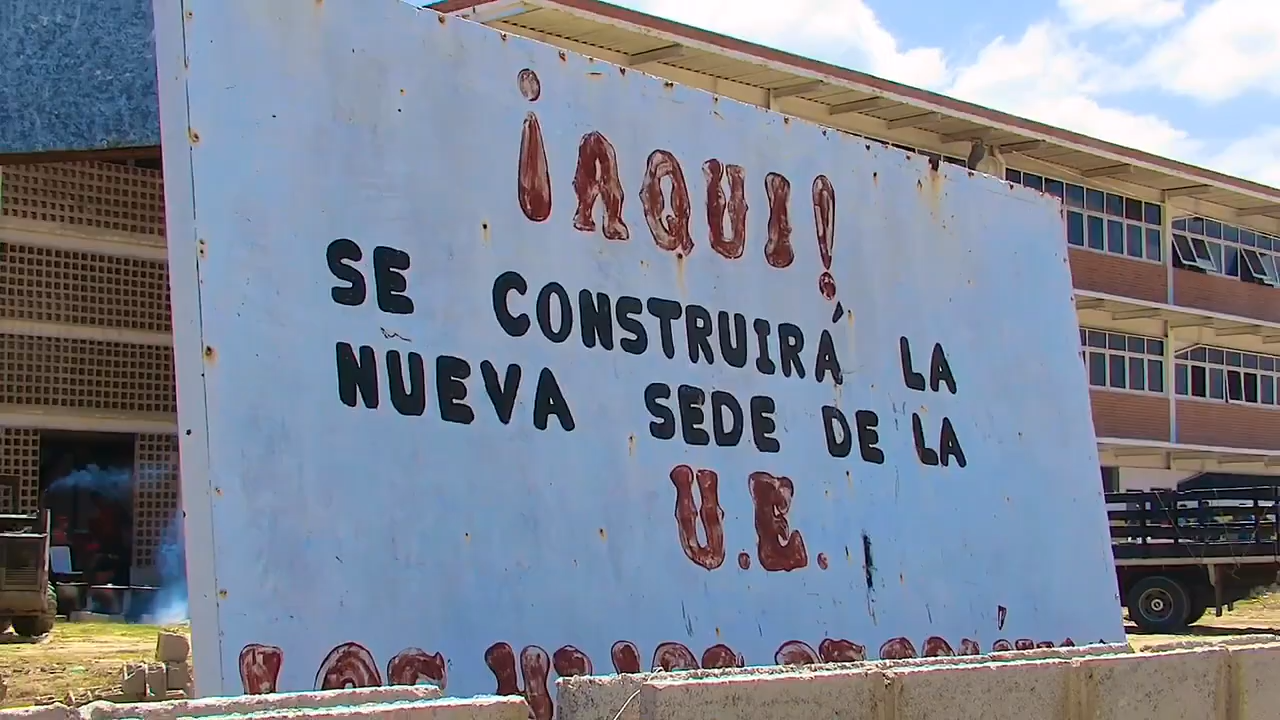 ¡AQUI!
SE CONSTRUIRÁ LA
NUEVA SEDE DE LA
U.E.